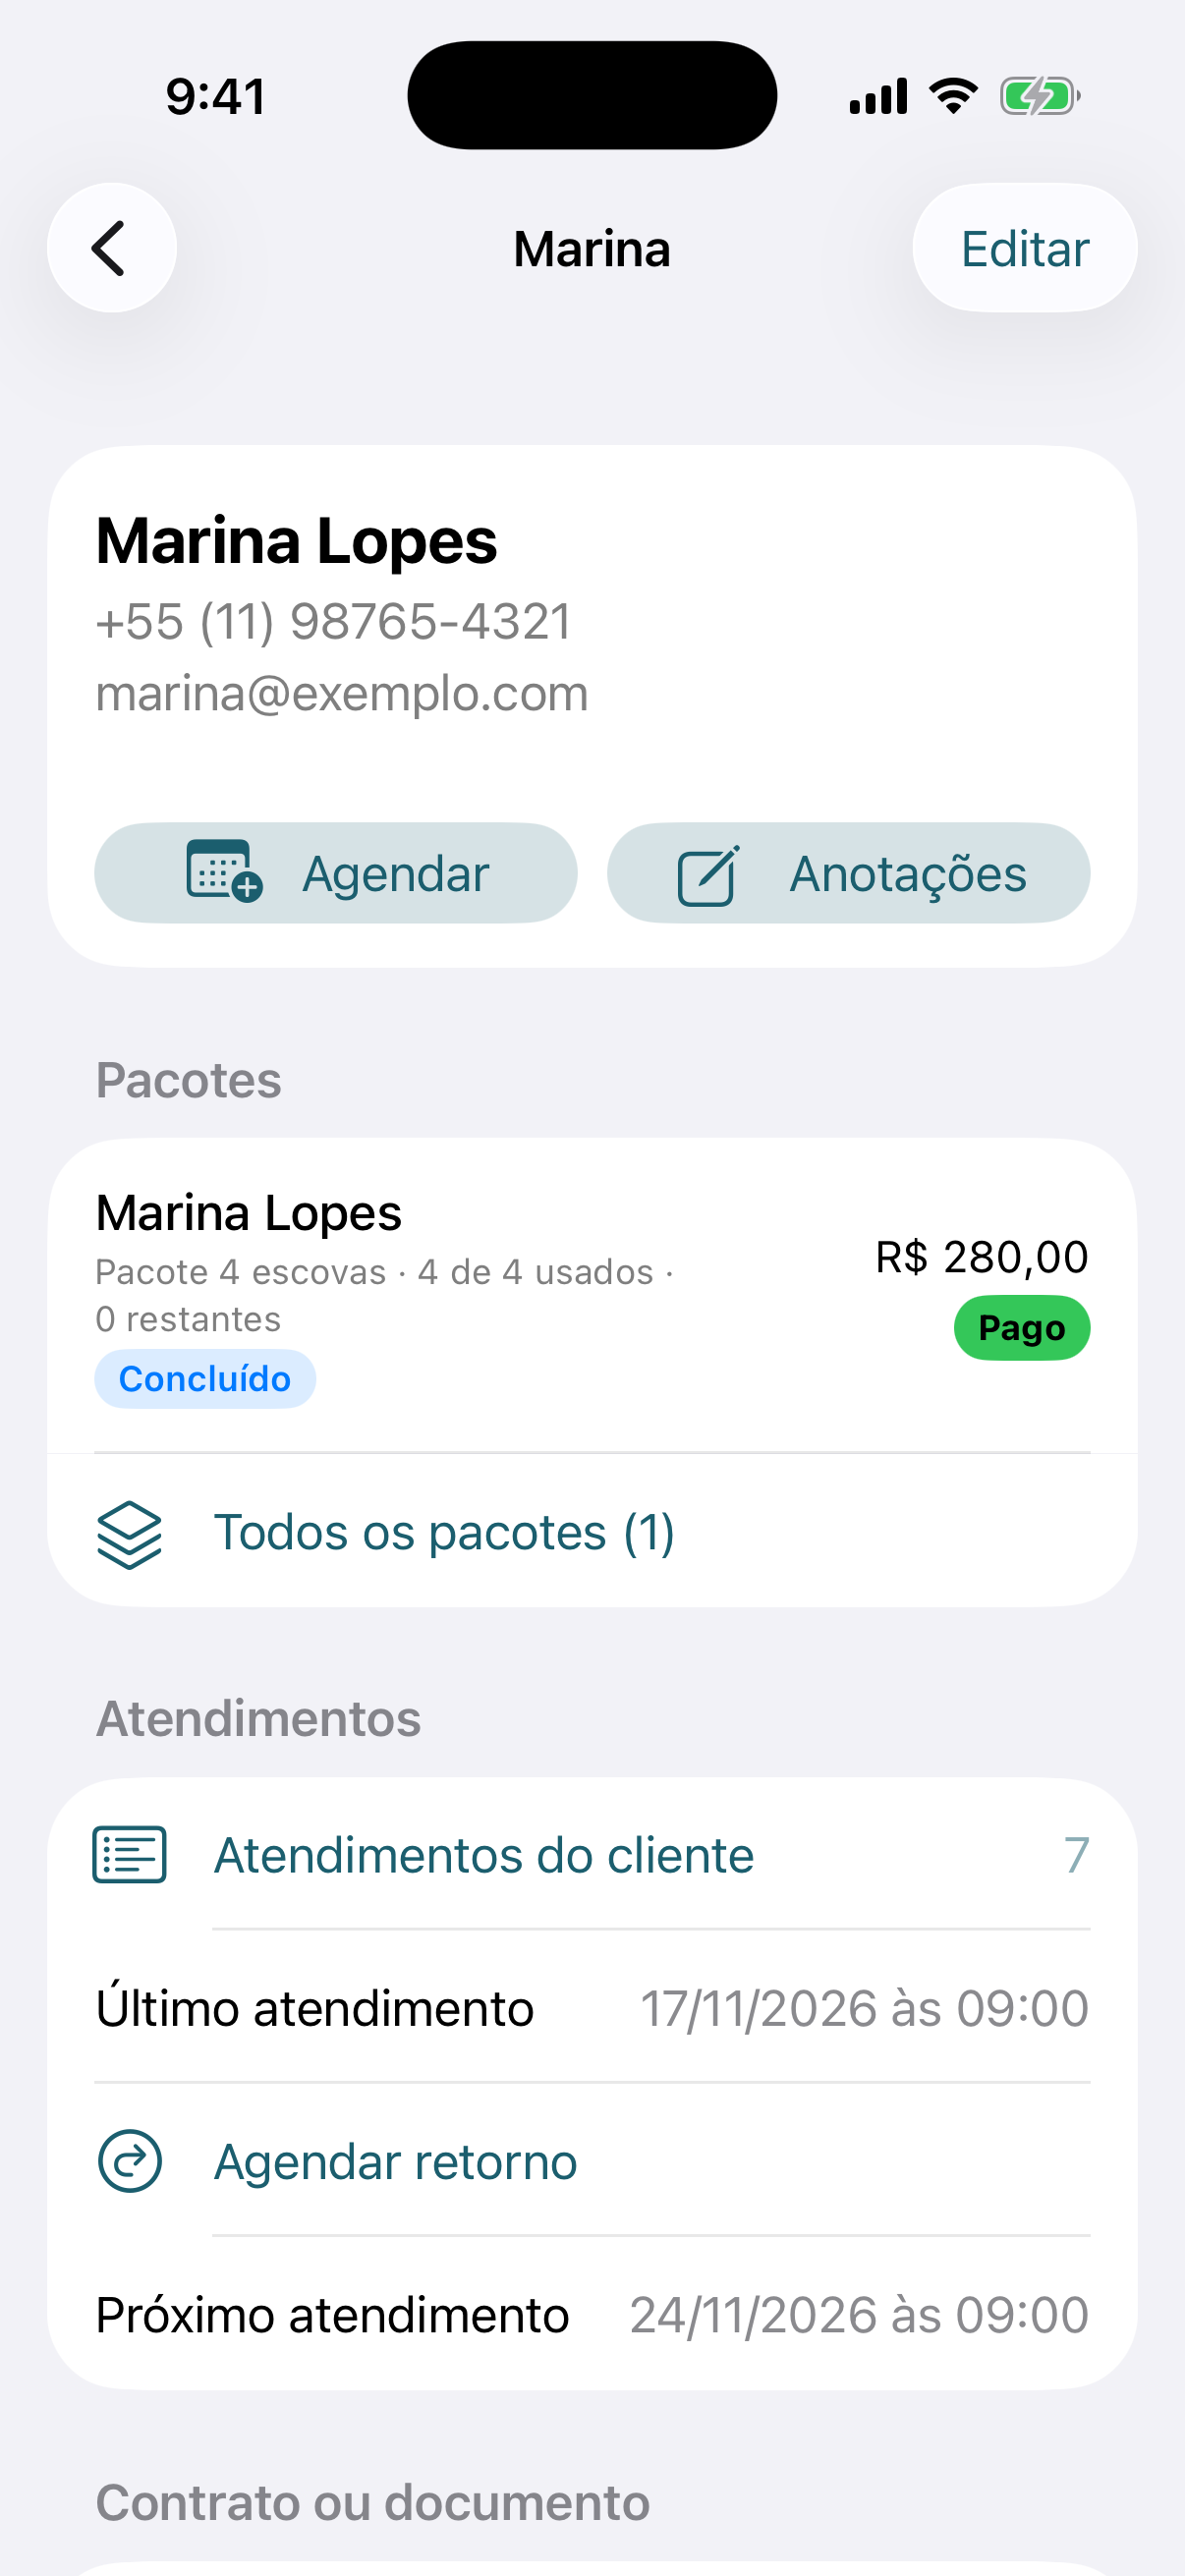 9:41
Marina
Editar
Marina Lopes
+55 (11) 98765-4321
marina@exemplo.com
Agendar
Anotações
Pacotes
Marina Lopes
Pacote 4 escovas · 4 de 4 usados ·
0 restantes
R$ 280,00
Pago
Concluído
Todos os pacotes (1)
Atendimentos
Atendimentos do cliente
7
Último atendimento
17/11/2026 às 09:00
Agendar retorno
Próximo atendimento
24/11/2026 às 09:00
Contrato ou documento